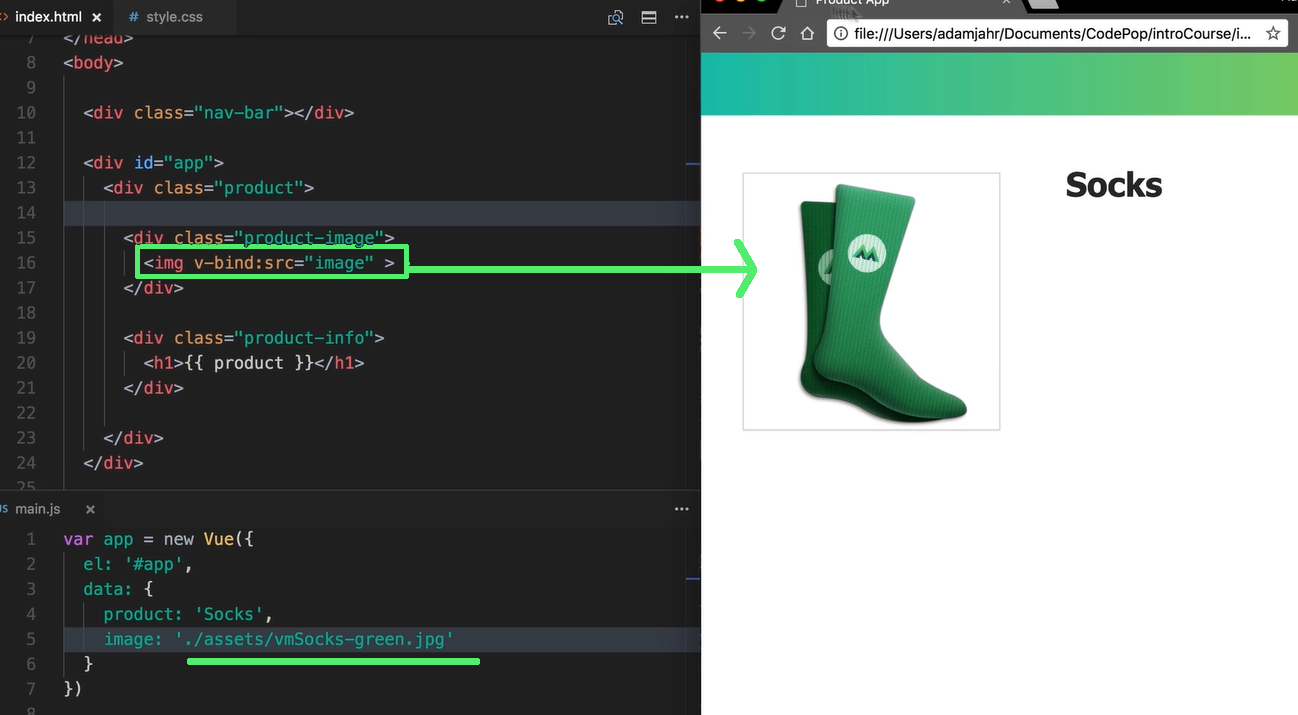 index.html ×
# style.css
...
7 </head>
8 <body>
9
10 <div class="nav-bar"></div>
11
12 <div id="app">
13 <div class="product">
14
15 <div class="product-image">
16 <img v-bind:src="image" >
17 </div>
18
19 <div class="product-info">
20 <h1>{{ product }}</h1>
21 </div>
22
23 </div>
24 </div>
25
JS main.js ×
...
1 var app = new Vue({
2 el: '#app',
3 data: {
4 product: 'Socks',
5 image: './assets/vmSocks-green.jpg'
6 }
7 })
8
Product App
file:///Users/adamjahr/Documents/CodePop/introCourse/i...
Socks